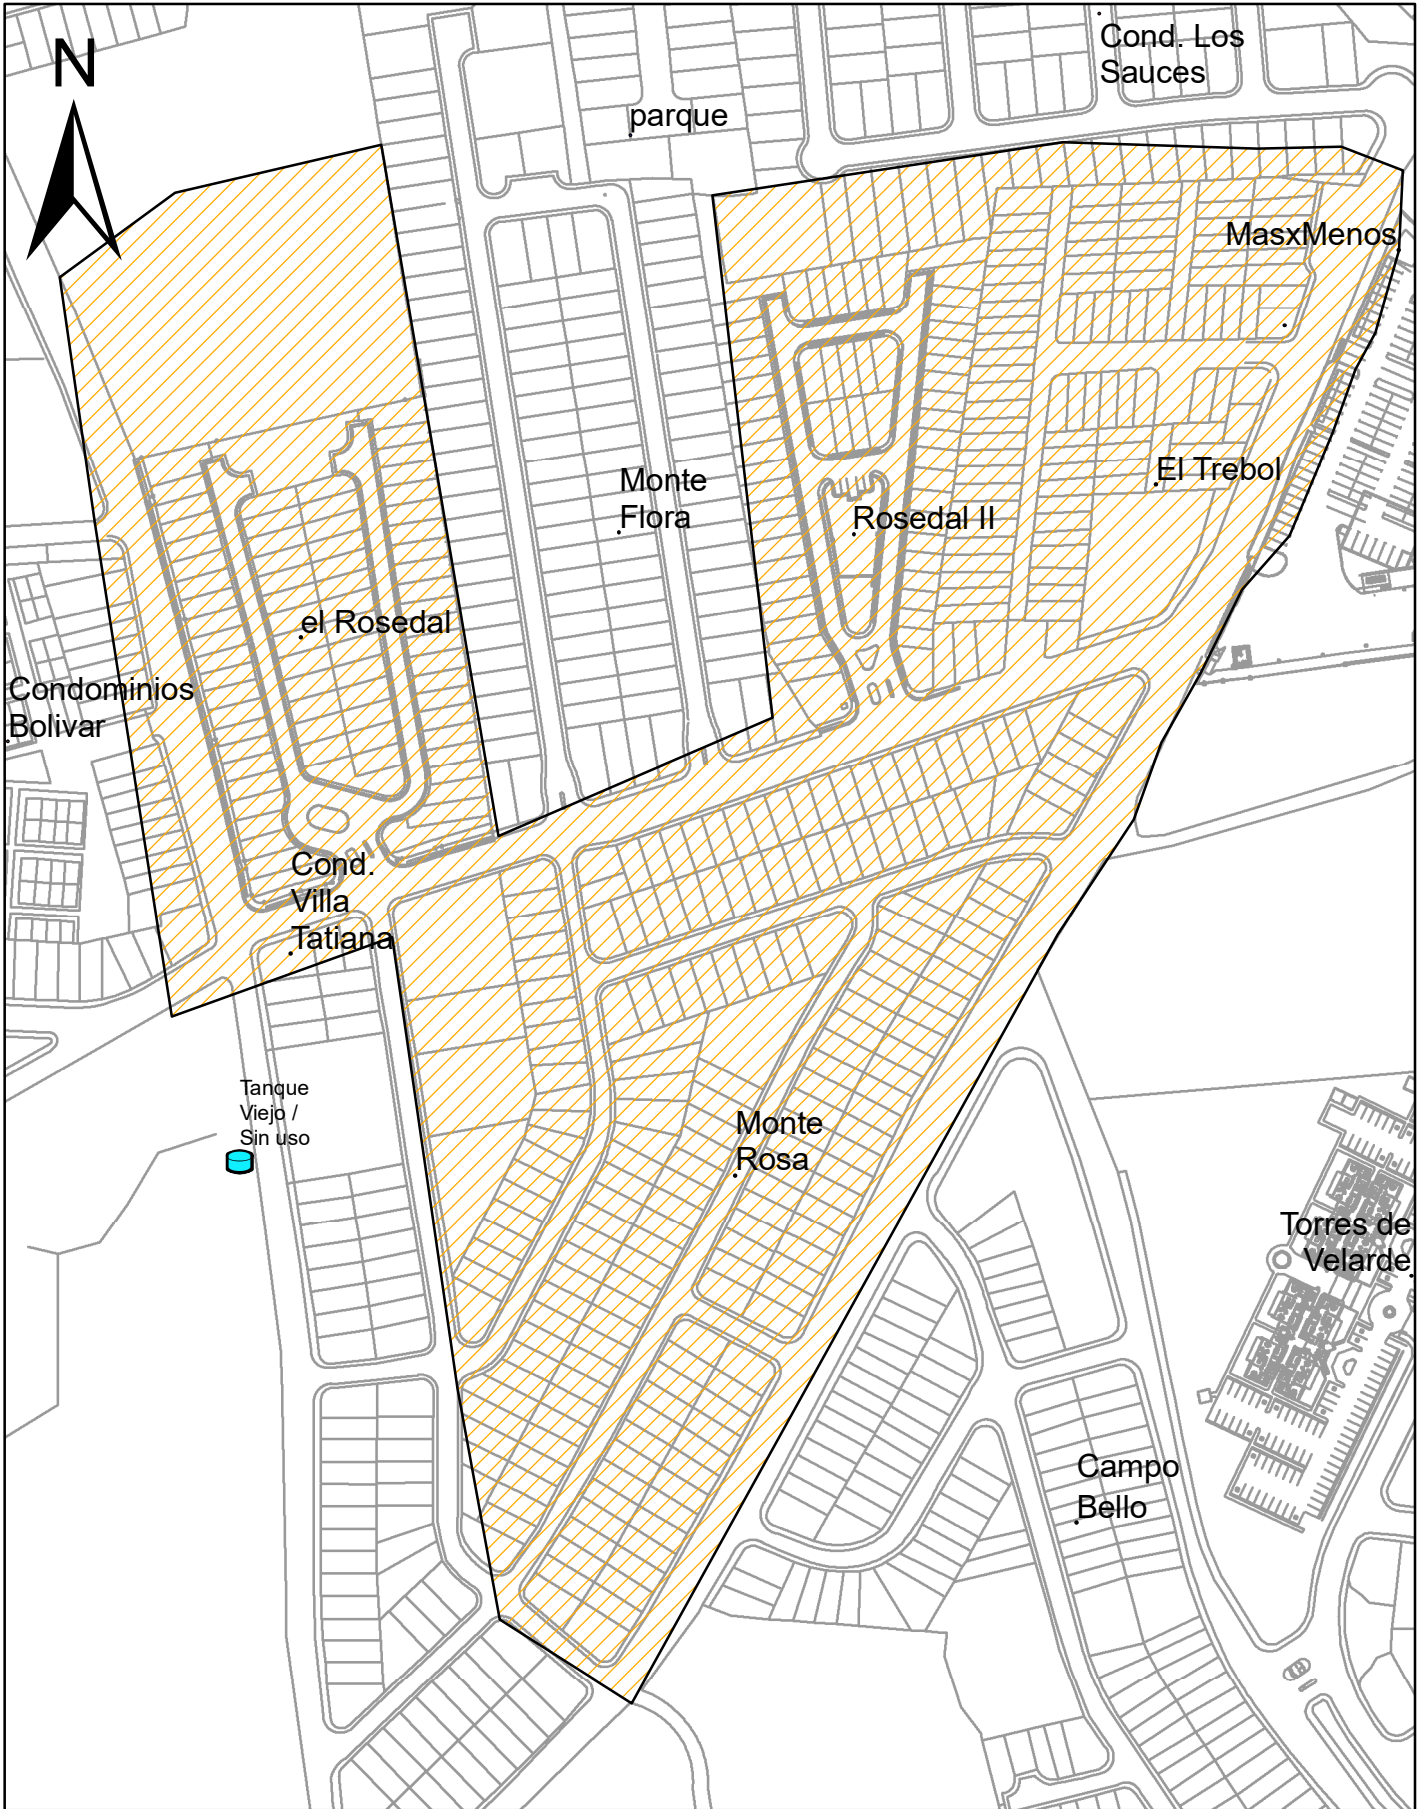 N
Cond. Los
Sauces
parque
MasxMenos
El Trebol
Monte
Flora
Rosedal II
el Rosedal
Condominios
Bolivar
Cond.
Villa
Tatiana
Tanque
Viejo /
Sin uso
Monte
Rosa
Torres de
Velarde
Campo
Bello